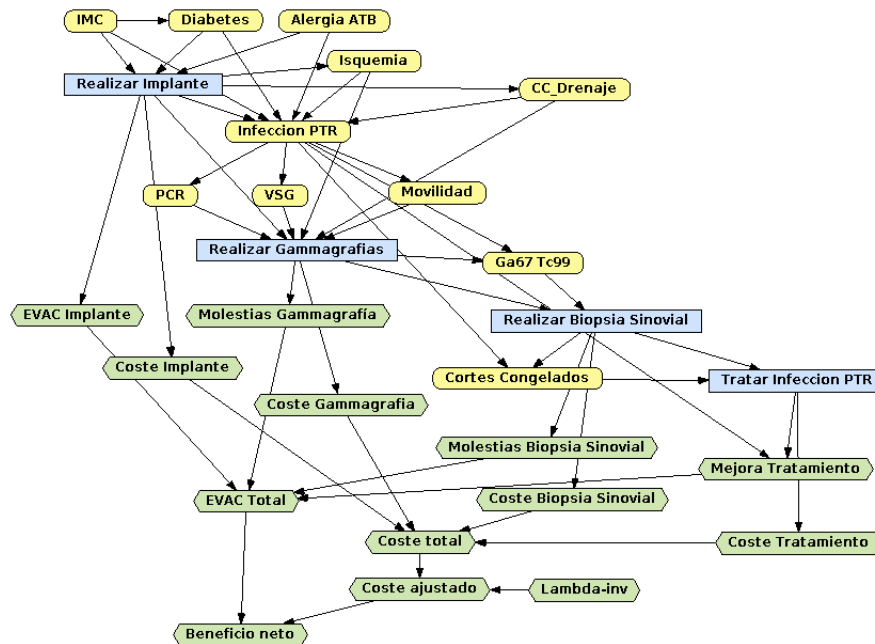 IMC
Diabetes
Alergia ATB
Isquemia
Realizar Implante
CC_Drenaje
Infeccion PTR
PCR
VSG
Movilidad
Realizar Gammagrafias
Ga67 Tc99
EVAC Implante
Molestias Gammagrafía
Realizar Biopsia Sinovial
Coste Implante
Cortes Congelados
Tratar Infeccion PTR
Coste Gammagrafia
Molestias Biopsia Sinovial
Mejora Tratamiento
EVAC Total
Coste Biopsia Sinovial
Coste total
Coste Tratamiento
Coste ajustado
Lambda-inv
Beneficio neto